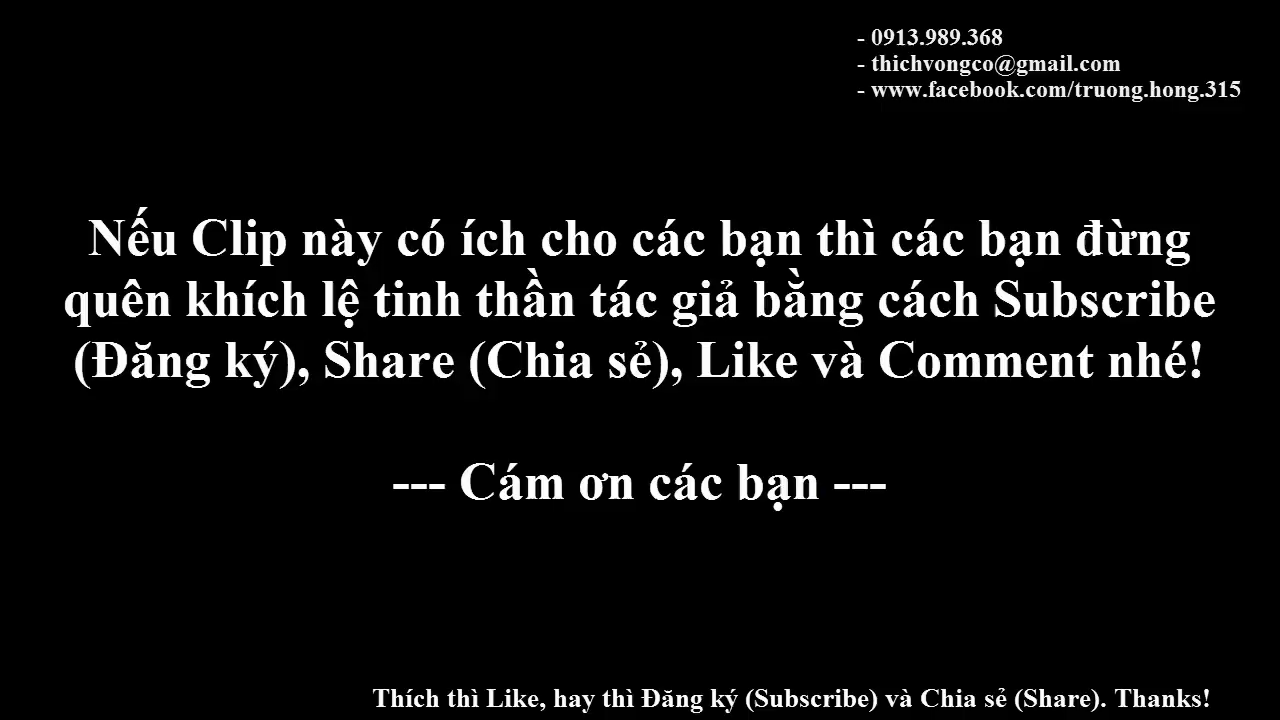 - 0913.989.368
- thichvongco@gmail.com
- www.facebook.com/truong.hong.315
Nếu Clip này có ích cho các bạn thì các bạn đừng
quên khích lệ tinh thần tác giả bằng cách Subscribe
(Đăng ký), Share (Chia sẻ), Like và Comment nhé!
--- Cám ơn các bạn ---
Thích thì Like, hay thì Đăng ký (Subscribe) và Chia sẻ (Share). Thanks!